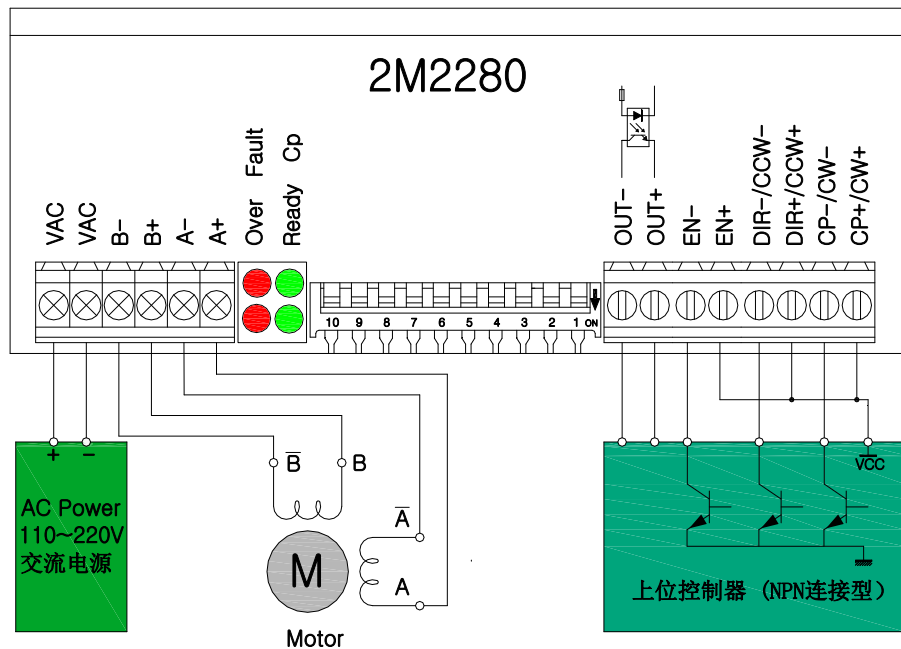 2M2280
VAC
VAC
B-
B+
A-
A+
Over Fault
Ready Cp
OUT-
OUT+
EN-
EN+
DIR-/CCW-
DIR+/CCW+
CP-/CW-
CP+/CW+
10 9 8 7 6 5 4 3 2 1 ON
+ -
AC Power
110~220V
交流电源
B̅ B
A̅
A
M
Motor
VCC
上位控制器（NPN连接型）